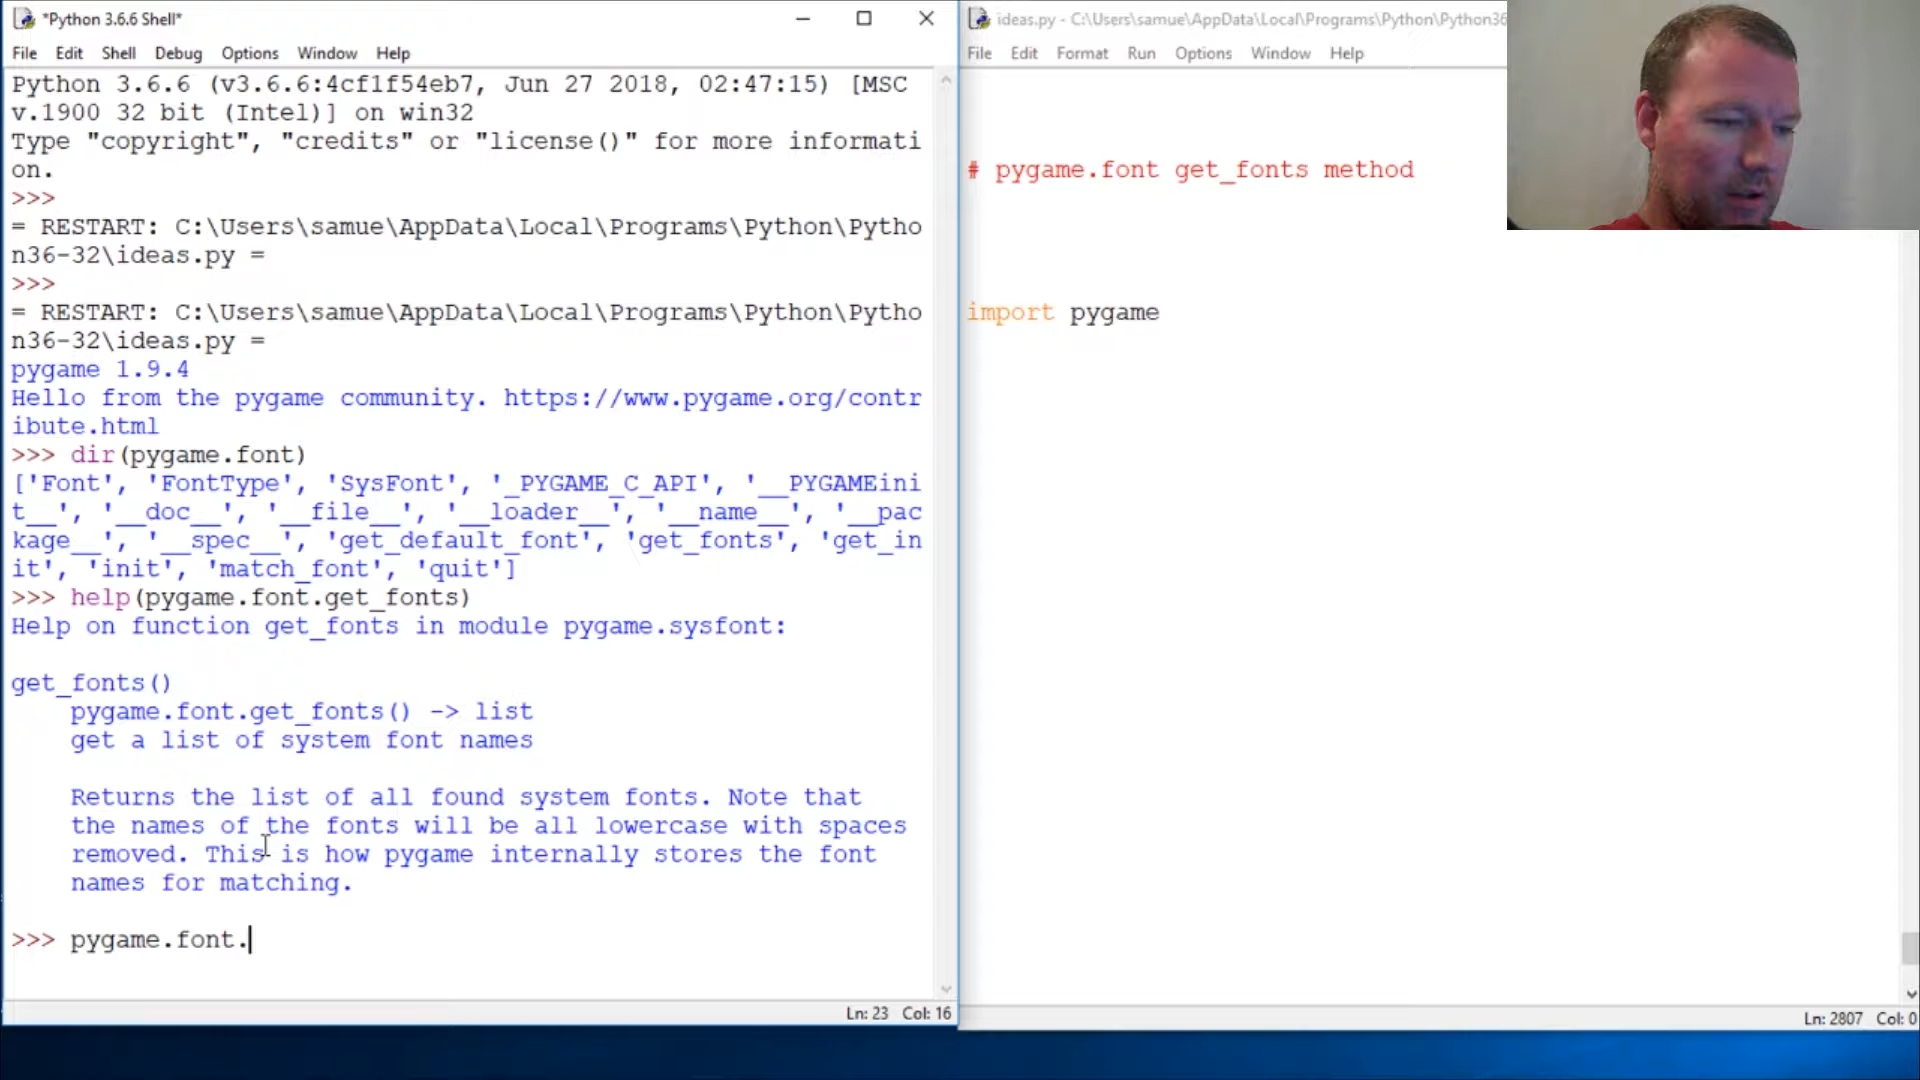 *Python 3.6.6 Shell*
File Edit Shell Debug Options Window Help
Python 3.6.6 (v3.6.6:4cf1f54eb7, Jun 27 2018, 02:47:15) [MSC
v.1900 32 bit (Intel)] on win32
Type "copyright", "credits" or "license()" for more informati
on.
>>>
= RESTART: C:\Users\samue\AppData\Local\Programs\Python\Pytho
n36-32\ideas.py =
>>>
= RESTART: C:\Users\samue\AppData\Local\Programs\Python\Pytho
n36-32\ideas.py =
pygame 1.9.4
Hello from the pygame community. https://www.pygame.org/contr
ibute.html
>>> dir(pygame.font)
['Font', 'FontType', 'SysFont', '_PYGAME_C_API', '__PYGAMEini
t__', '__doc__', '__file__', '__loader__', '__name__', '__pac
kage__', '__spec__', 'get_default_font', 'get_fonts', 'get_in
it', 'init', 'match_font', 'quit']
>>> help(pygame.font.get_fonts)
Help on function get_fonts in module pygame.sysfont:
get_fonts()
pygame.font.get_fonts() -> list
get a list of system font names
Returns the list of all found system fonts. Note that
the names of the fonts will be all lowercase with spaces
removed. This is how pygame internally stores the font
names for matching.
>>> pygame.font.
Ln: 23 Col: 16
ideas.py - C:\Users\samue\AppData\Local\Programs\Python\Python36
File Edit Format Run Options Window Help
# pygame.font get_fonts method
import pygame
Ln: 2807 Col: 0